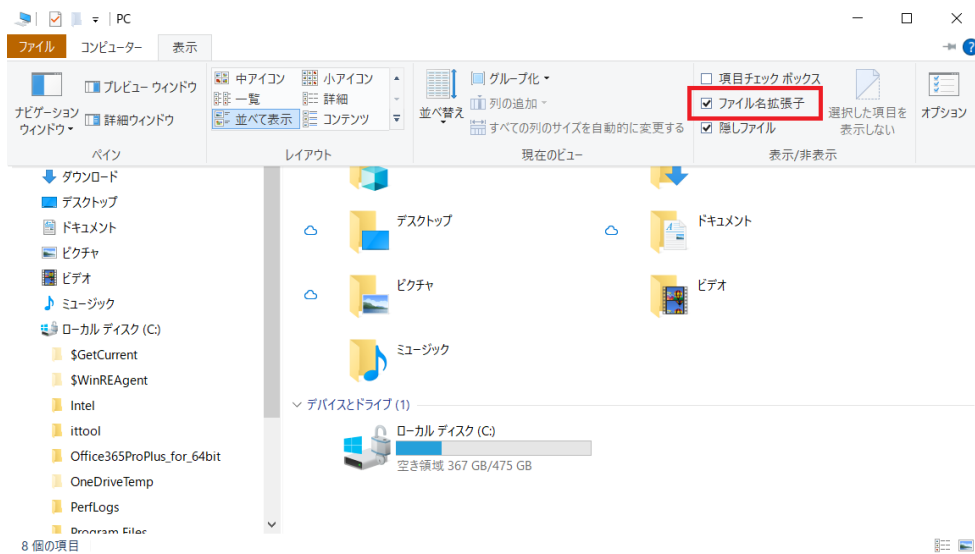 PC
ファイル
コンピューター
表示
?
ナビゲーション
ウィンドウ
プレビュー ウィンドウ
詳細ウィンドウ
ペイン
中アイコン
小アイコン
一覧
詳細
並べて表示
コンテンツ
レイアウト
並べ替え
グループ化
列の追加
すべての列のサイズを自動的に変更する
現在のビュー
項目チェック ボックス
ファイル名拡張子
隠しファイル
選択した項目を
表示しない
表示/非表示
オプション
ダウンロード
デスクトップ
ドキュメント
ピクチャ
ビデオ
ミュージック
ローカル ディスク (C:)
$GetCurrent
$WinREAgent
Intel
ittool
Office365ProPlus_for_64bit
OneDriveTemp
PerfLogs
Program Files
デスクトップ
ドキュメント
ピクチャ
ビデオ
ミュージック
デバイスとドライブ (1)
ローカル ディスク (C:)
空き領域 367 GB/475 GB
8 個の項目